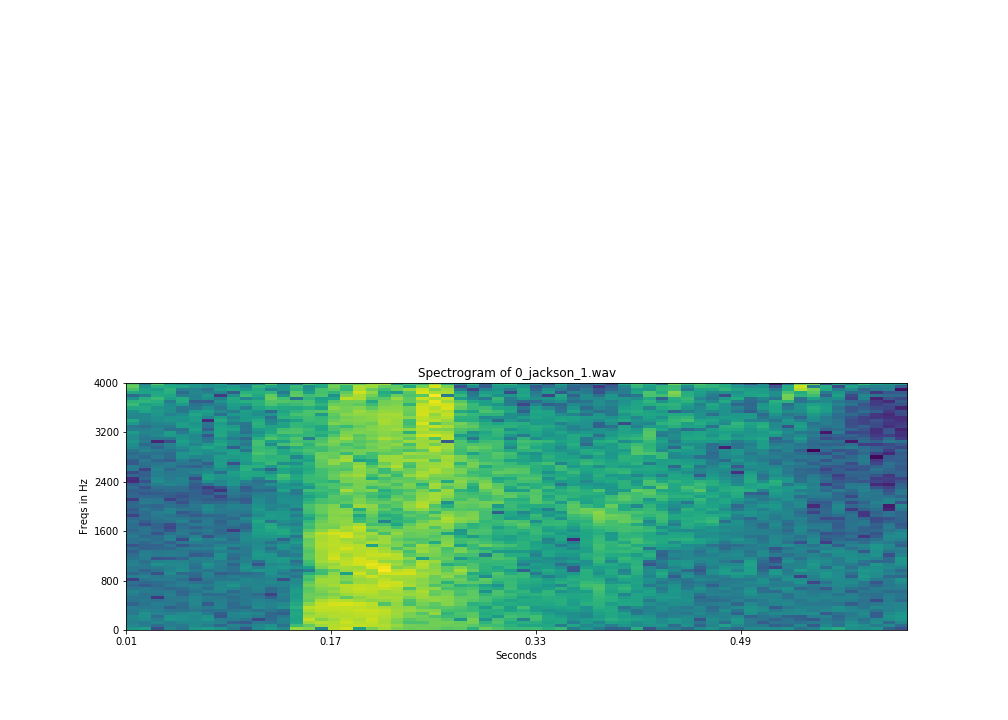 Spectrogram of 0_jackson_1.wav
4000
3200
2400
1600
800
0
Freqs in Hz
0.01 0.17 0.33 0.49
Seconds